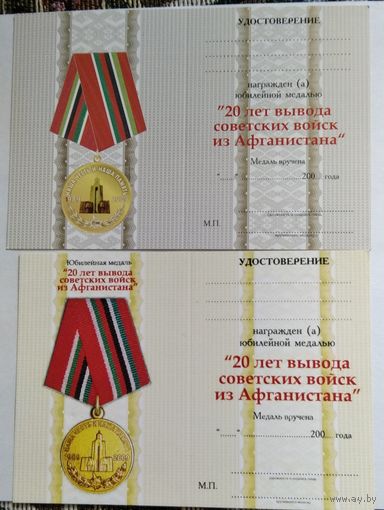 УДОСТОВЕРЕНИЕ
награжден (а)
юбилейной медалью
"20 лет вывода
советских войск
из Афганистана"
Медаль вручена
"......" ........................200... года
М.П.
Юбилейная медаль
"20 лет вывода
советских войск
из Афганистана"
УДОСТОВЕРЕНИЕ
награжден (а)
юбилейной медалью
"20 лет вывода
советских войск
из Афганистана"
Медаль вручена
"......" ........................200... года
М.П.
ay.by